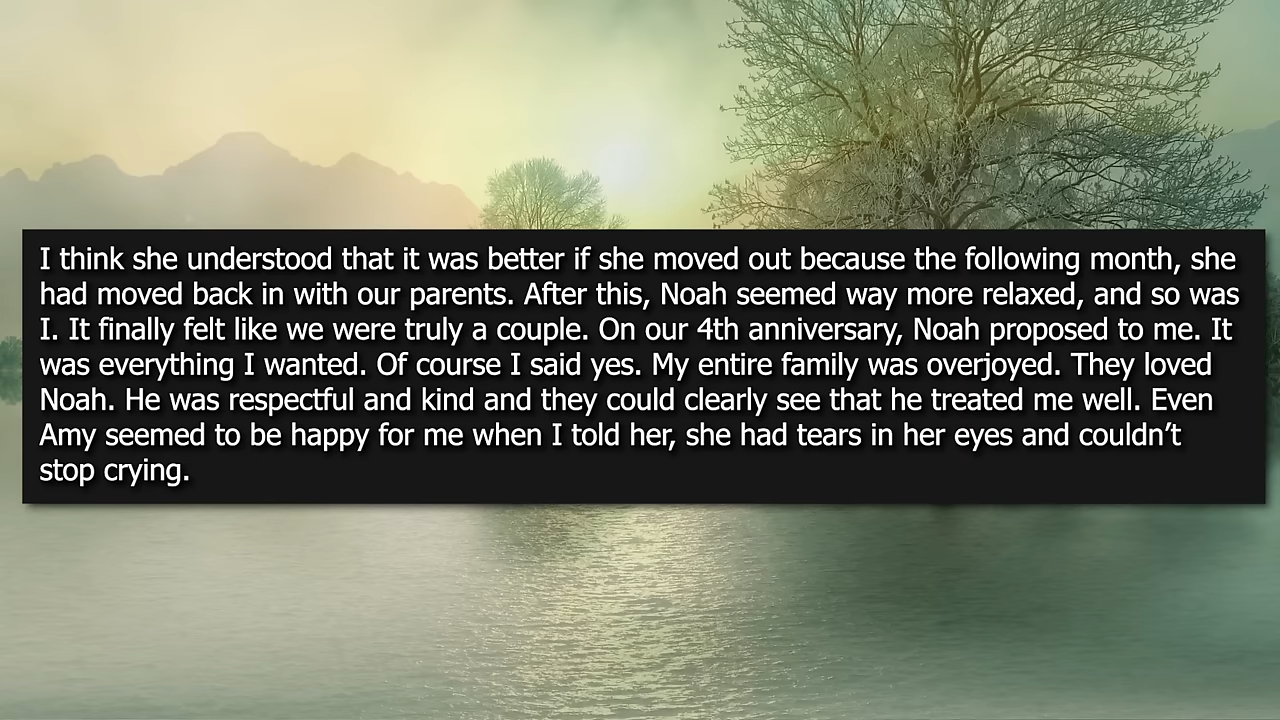 I think she understood that it was better if she moved out because the following month, she
had moved back in with our parents. After this, Noah seemed way more relaxed, and so was
I. It finally felt like we were truly a couple. On our 4th anniversary, Noah proposed to me. It
was everything I wanted. Of course I said yes. My entire family was overjoyed. They loved
Noah. He was respectful and kind and they could clearly see that he treated me well. Even
Amy seemed to be happy for me when I told her, she had tears in her eyes and couldn’t
stop crying.